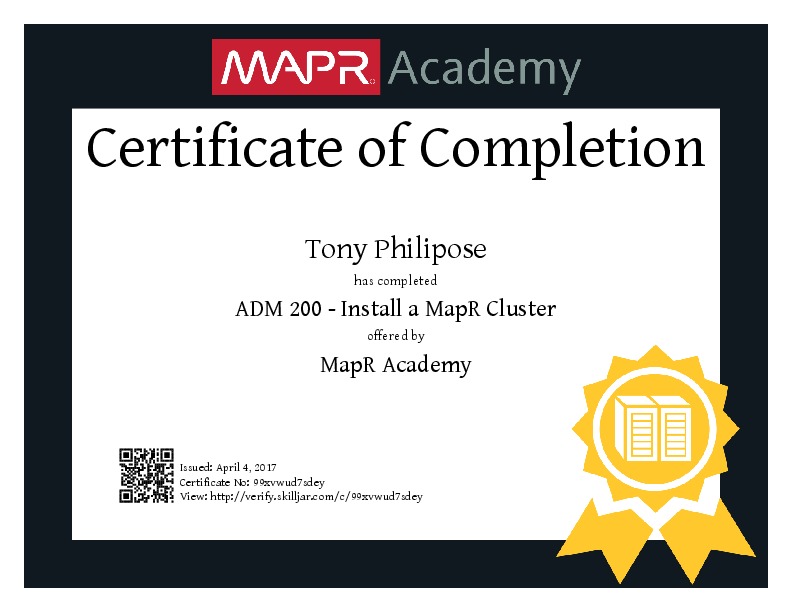 MAPR Academy
Certificate of Completion
Tony Philipose
has completed
ADM 200 - Install a MapR Cluster
offered by
MapR Academy
Issued: April 4, 2017
Certificate No: 99xvwud7sdey
View: http://verify.skilljar.com/c/99xvwud7sdey